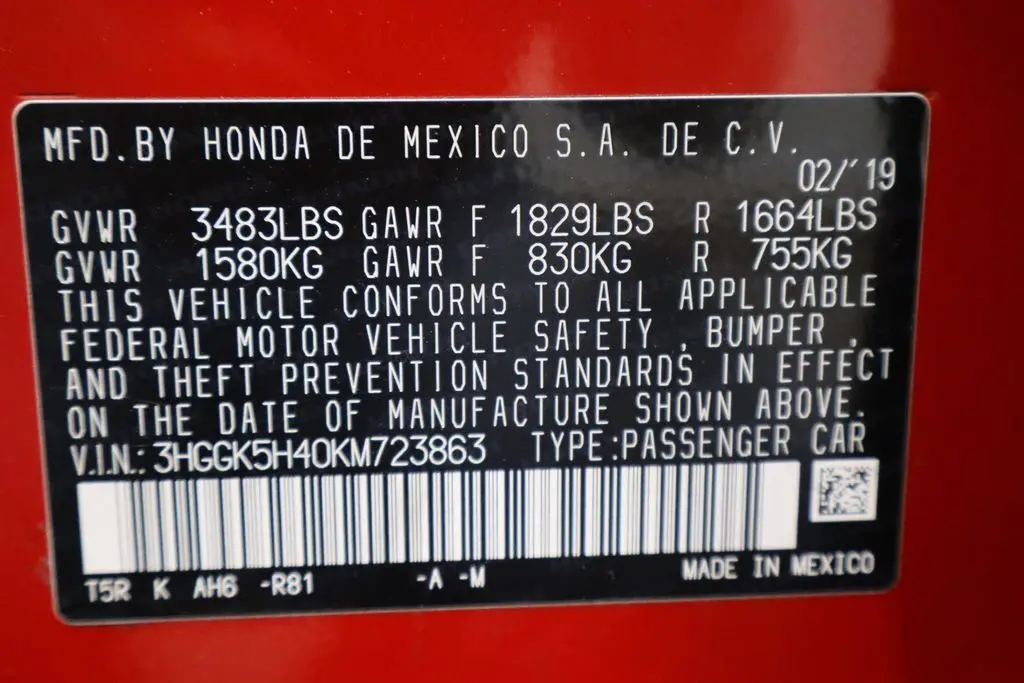 MFD.BY HONDA DE MEXICO S.A. DE C.V.
02/'19
GVWR 3483LBS GAWR F 1829LBS R 1664LBS
GVWR 1580KG GAWR F 830KG R 755KG
THIS VEHICLE CONFORMS TO ALL APPLICABLE
FEDERAL MOTOR VEHICLE SAFETY , BUMPER ,
AND THEFT PREVENTION STANDARDS IN EFFECT
ON THE DATE OF MANUFACTURE SHOWN ABOVE.
V.I.N.: 3HGGK5H40KM723863 TYPE:PASSENGER CAR
T5R K AH6 -R81 -A -M MADE IN MEXICO